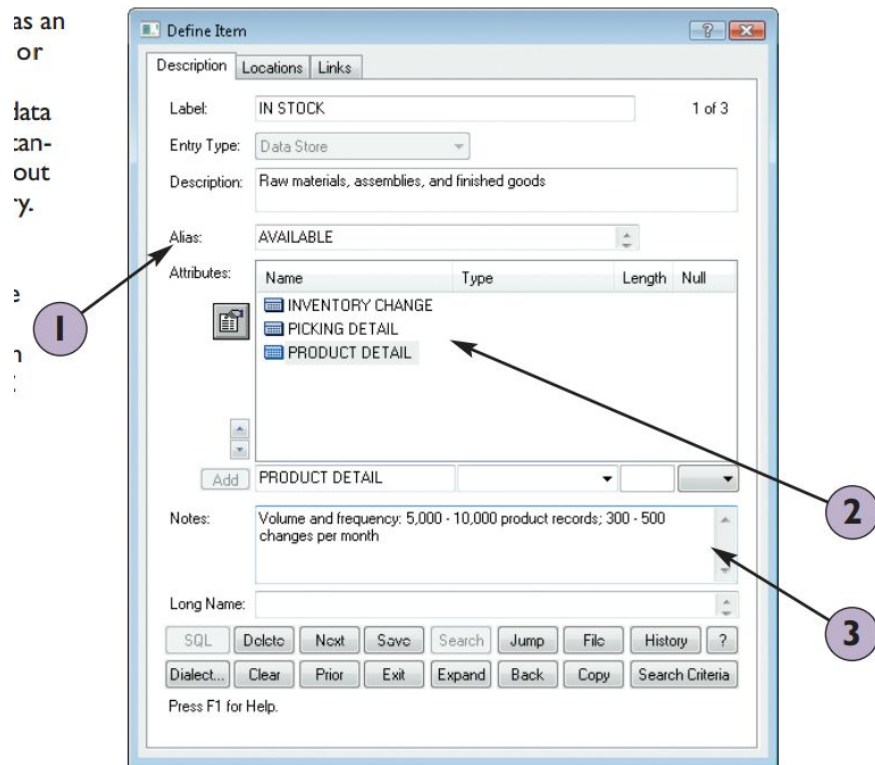 as an
or
data
can-
out
ry.
e
n
Define Item
Description Locations Links
Label: IN STOCK 1 of 3
Entry Type: Data Store
Description: Raw materials, assemblies, and finished goods
Alias: AVAILABLE
Attributes: Name Type Length Null
INVENTORY CHANGE
PICKING DETAIL
PRODUCT DETAIL
Add PRODUCT DETAIL
Notes: Volume and frequency: 5,000 - 10,000 product records; 300 - 500
changes per month
Long Name:
SQL Delete Next Save Search Jump File History ?
Dialect... Clear Prior Exit Expand Back Copy Search Criteria
Press F1 for Help.
1
2
3